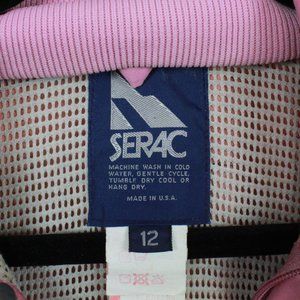 SERAC
MACHINE WASH IN COLD
WATER, GENTLE CYCLE,
TUMBLE DRY COOL OR
HANG DRY.
MADE IN U.S.A.
12